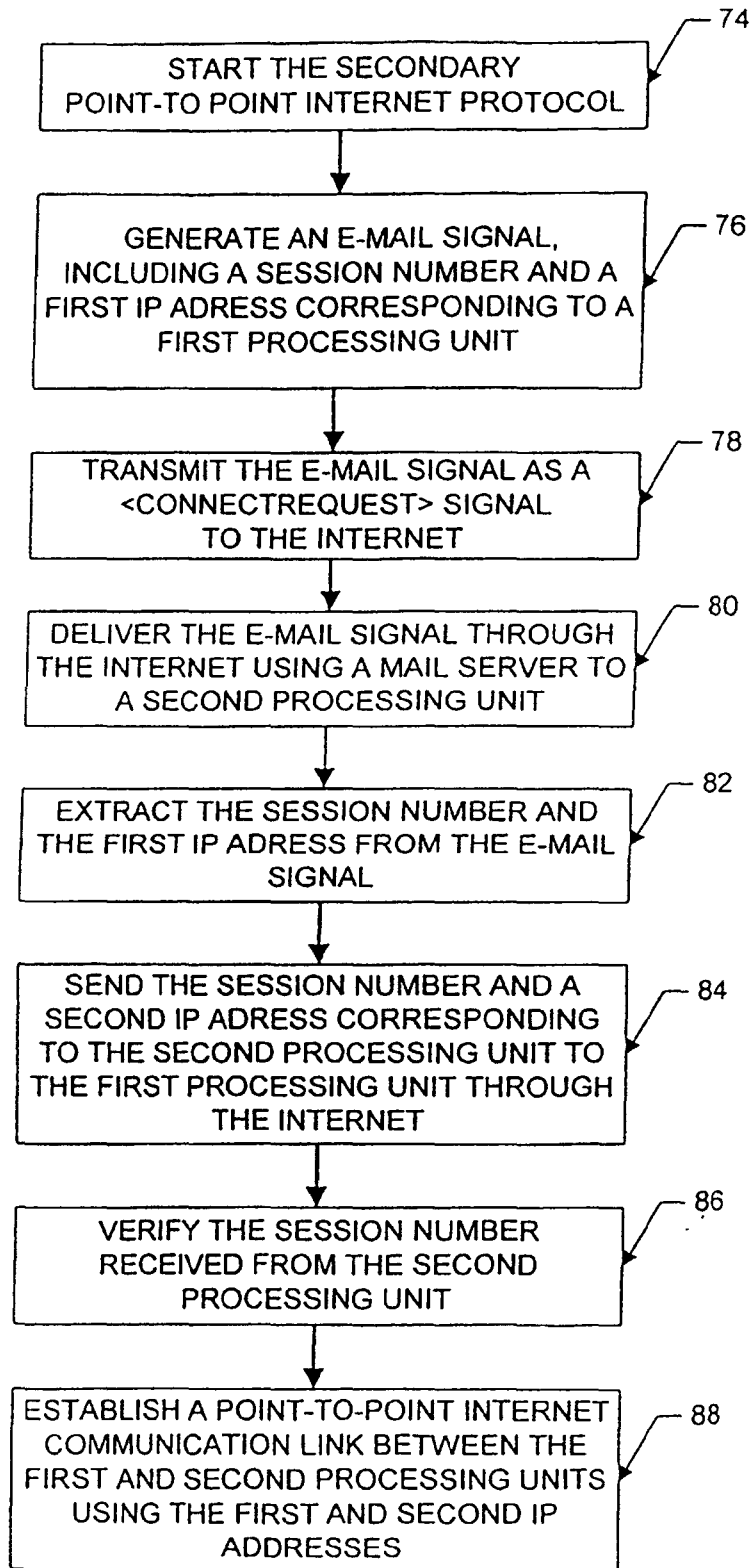 74
START THE SECONDARY
POINT-TO POINT INTERNET PROTOCOL
76
GENERATE AN E-MAIL SIGNAL,
INCLUDING A SESSION NUMBER AND A
FIRST IP ADRESS CORRESPONDING TO A
FIRST PROCESSING UNIT
78
TRANSMIT THE E-MAIL SIGNAL AS A
<CONNECTREQUEST> SIGNAL
TO THE INTERNET
80
DELIVER THE E-MAIL SIGNAL THROUGH
THE INTERNET USING A MAIL SERVER TO
A SECOND PROCESSING UNIT
82
EXTRACT THE SESSION NUMBER AND
THE FIRST IP ADRESS FROM THE E-MAIL
SIGNAL
84
SEND THE SESSION NUMBER AND A
SECOND IP ADRESS CORRESPONDING
TO THE SECOND PROCESSING UNIT TO
THE FIRST PROCESSING UNIT THROUGH
THE INTERNET
86
VERIFY THE SESSION NUMBER
RECEIVED FROM THE SECOND
PROCESSING UNIT
88
ESTABLISH A POINT-TO-POINT INTERNET
COMMUNICATION LINK BETWEEN THE
FIRST AND SECOND PROCESSING UNITS
USING THE FIRST AND SECOND IP
ADDRESSES